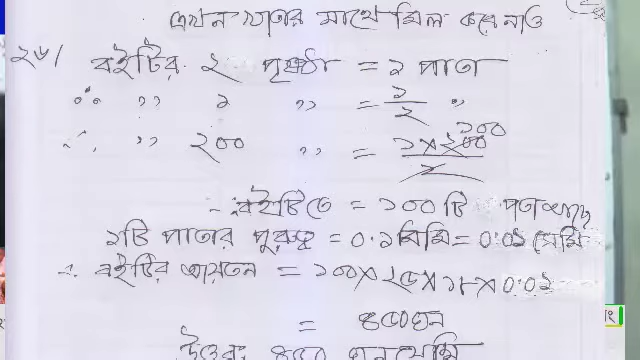 এখন খাতার সাথে মিল করে নাও
২৬।
বইটির ২ পৃষ্ঠা = ১ পাতা
∴ ,, ১ ,, = ১/২ ,,
∴ ,, ২০০ ,, = ১×২০০/২ ১০০
∴ বইটিতে = ১০০টি পাতা আছে
১টি পাতার পুরুত্ব = ০.১ মিমি = ০.০১ সেমি
∴ বইটির আয়তন = ১০০×২৫×১৮×০.০১
= ৪৫০ ঘন
উত্তর: ৪৫০ ঘন সেমি